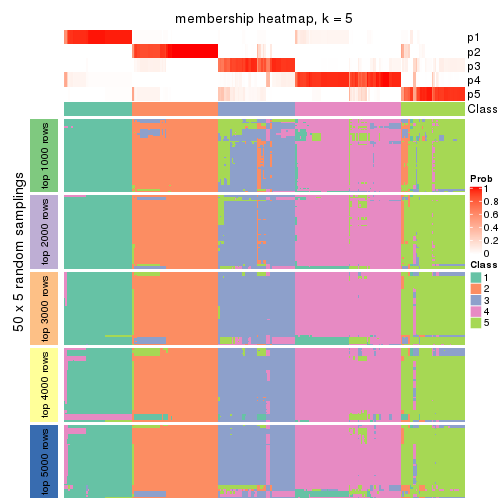 membership heatmap, k = 5
p1
p2
p3
p4
p5
Class
50 x 5 random samplings
top 1000 rows
top 2000 rows
top 3000 rows
top 4000 rows
top 5000 rows
Prob
1
0.8
0.6
0.4
0.2
0
Class
1
2
3
4
5